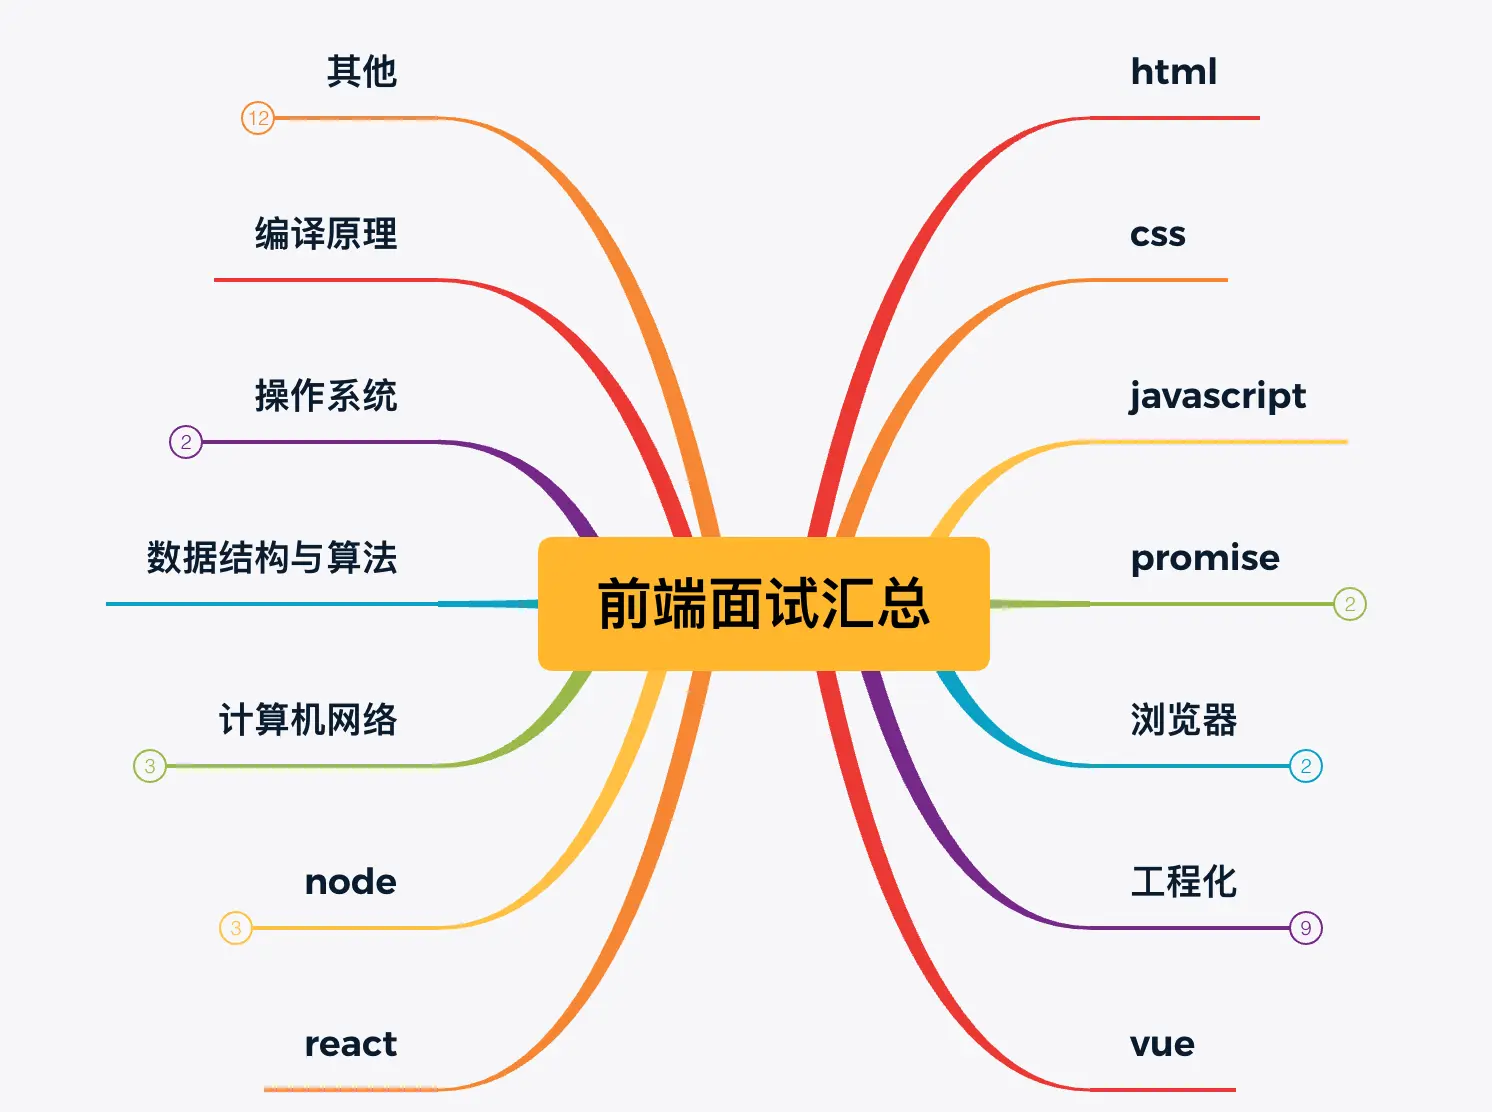 其他
12
编译原理
操作系统
2
数据结构与算法
计算机网络
3
node
3
react
前端面试汇总
html
css
javascript
promise
2
浏览器
2
工程化
9
vue